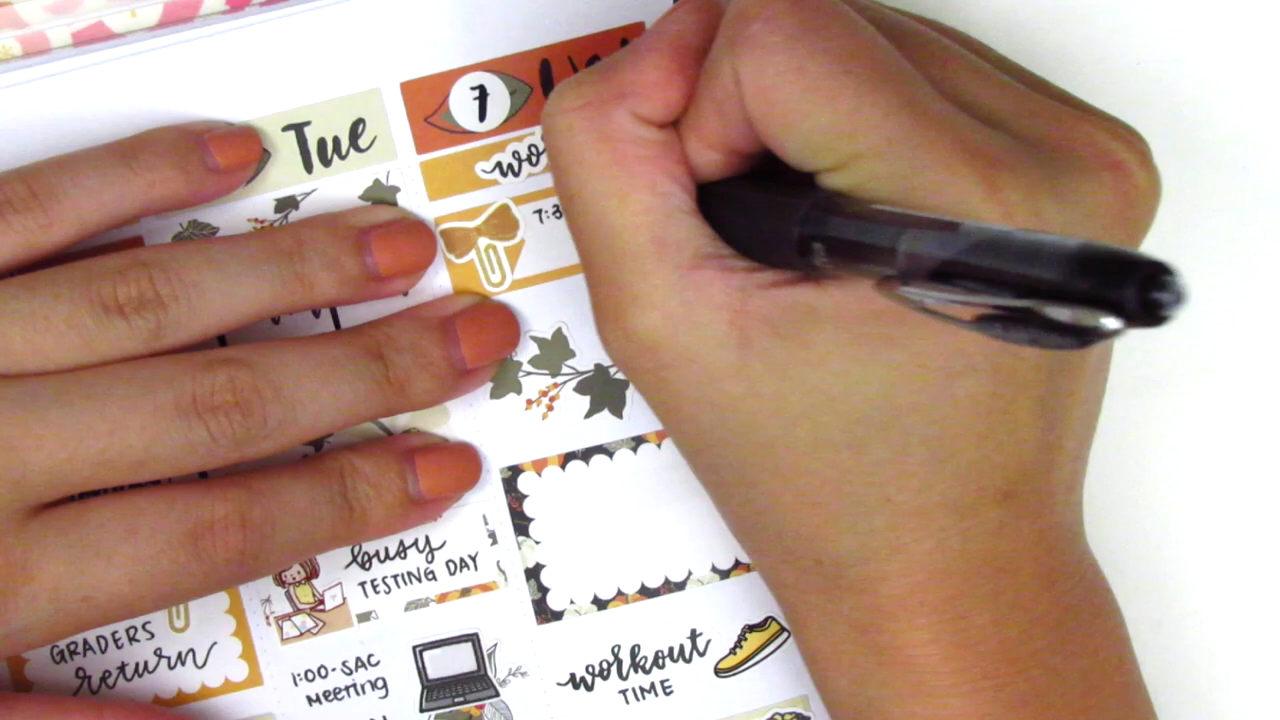 Tue
7
7:3
busy
TESTING DAY
GRADERS
return
1:00-SAC
Meeting
workout
TIME